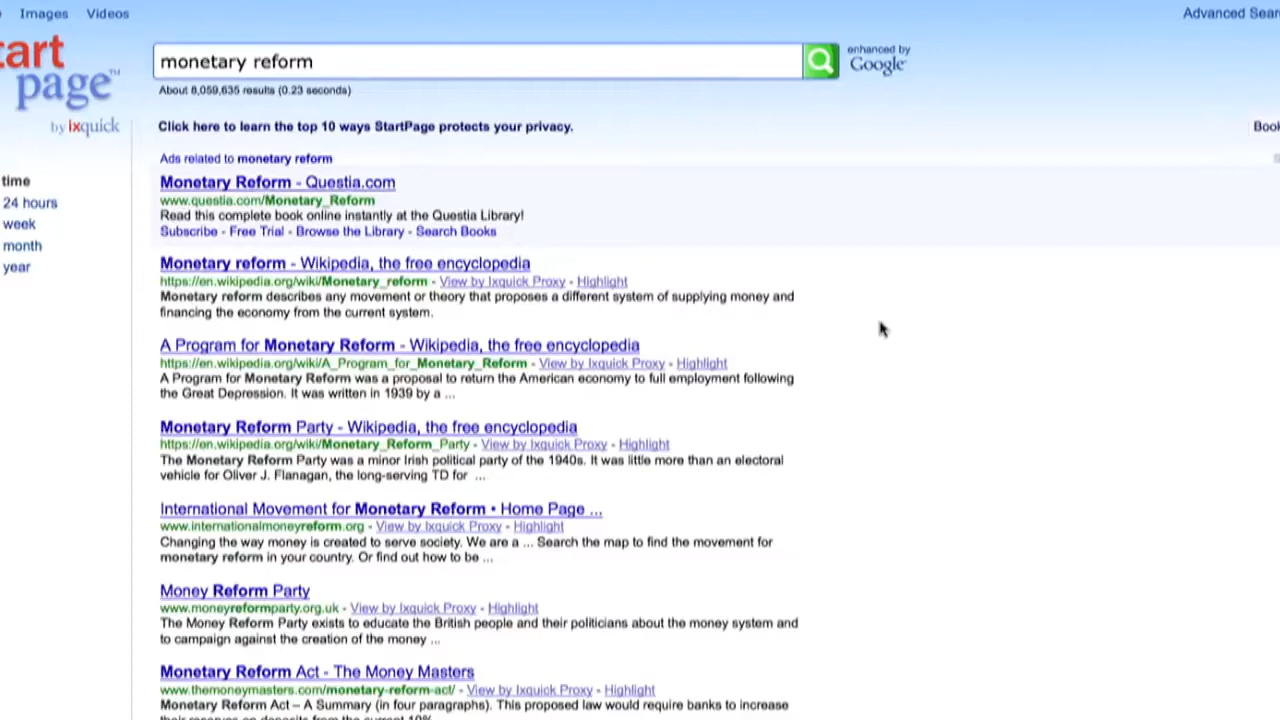 Images Videos Advanced Sear
art
page™
by ixquick
monetary reform
enhanced by
Google
About 8,059,635 results (0.23 seconds)
Click here to learn the top 10 ways StartPage protects your privacy.
Book
time
24 hours
week
month
year
Ads related to monetary reform
Monetary Reform - Questia.com
www.questia.com/Monetary_Reform
Read this complete book online instantly at the Questia Library!
Subscribe - Free Trial - Browse the Library - Search Books
Monetary reform - Wikipedia, the free encyclopedia
https://en.wikipedia.org/wiki/Monetary_reform - View by Ixquick Proxy - Highlight
Monetary reform describes any movement or theory that proposes a different system of supplying money and
financing the economy from the current system.
A Program for Monetary Reform - Wikipedia, the free encyclopedia
https://en.wikipedia.org/wiki/A_Program_for_Monetary_Reform - View by Ixquick Proxy - Highlight
A Program for Monetary Reform was a proposal to return the American economy to full employment following
the Great Depression. It was written in 1939 by a ...
Monetary Reform Party - Wikipedia, the free encyclopedia
https://en.wikipedia.org/wiki/Monetary_Reform_Party - View by Ixquick Proxy - Highlight
The Monetary Reform Party was a minor Irish political party of the 1940s. It was little more than an electoral
vehicle for Oliver J. Flanagan, the long-serving TD for ...
International Movement for Monetary Reform • Home Page ...
www.internationalmoneyreform.org - View by Ixquick Proxy - Highlight
Changing the way money is created to serve society. We are a ... Search the map to find the movement for
monetary reform in your country. Or find out how to be ...
Money Reform Party
www.moneyreformparty.org.uk - View by Ixquick Proxy - Highlight
The Money Reform Party exists to educate the British people and their politicians about the money system and
to campaign against the creation of the money ...
Monetary Reform Act - The Money Masters
www.themoneymasters.com/monetary-reform-act/ - View by Ixquick Proxy - Highlight
Monetary Reform Act – A Summary (in four paragraphs). This proposed law would require banks to increase
their reserves on deposits from the current 10%